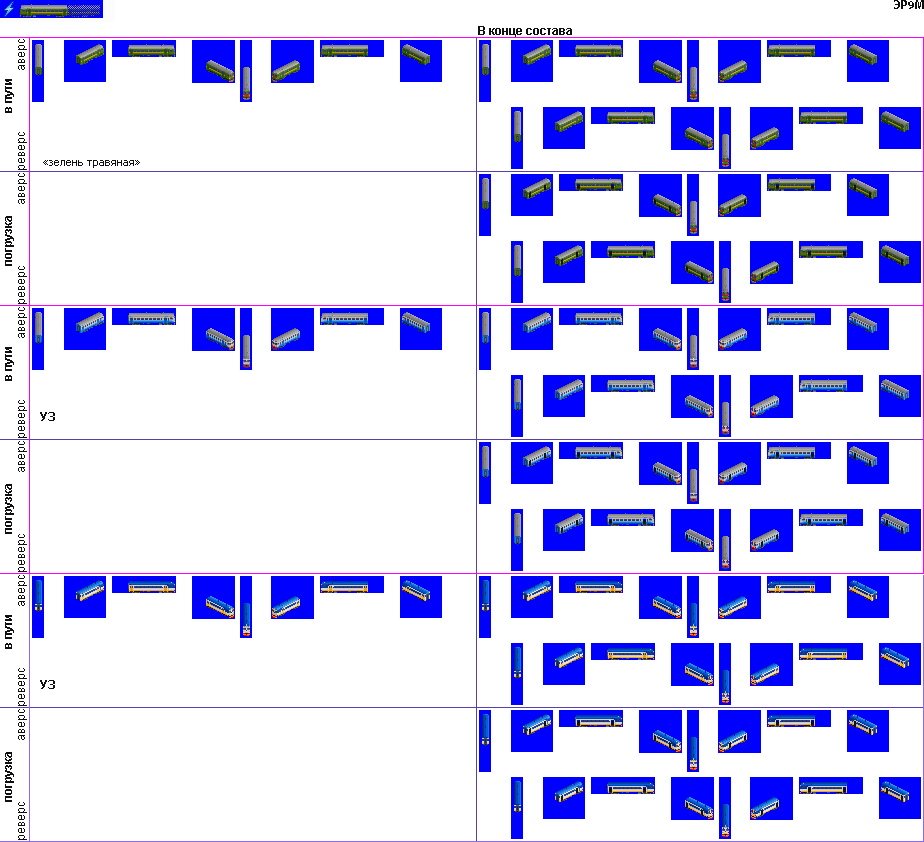 ЭР9М
В конце состава
в пути
аверс
реверс
«зелень травяная»
погрузка
аверс
реверс
в пути
аверс
реверс
УЗ
погрузка
аверс
реверс
в пути
аверс
реверс
УЗ
погрузка
аверс
реверс